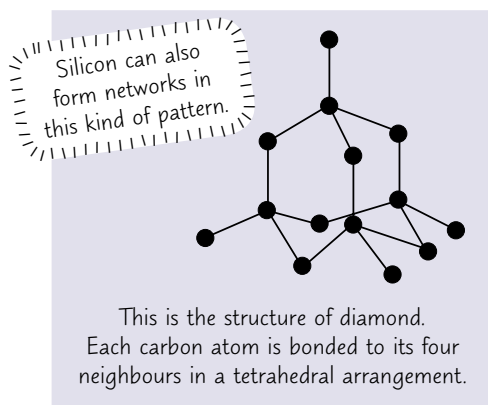 Silicon can also
form networks in
this kind of pattern.
This is the structure of diamond.
Each carbon atom is bonded to its four
neighbours in a tetrahedral arrangement.